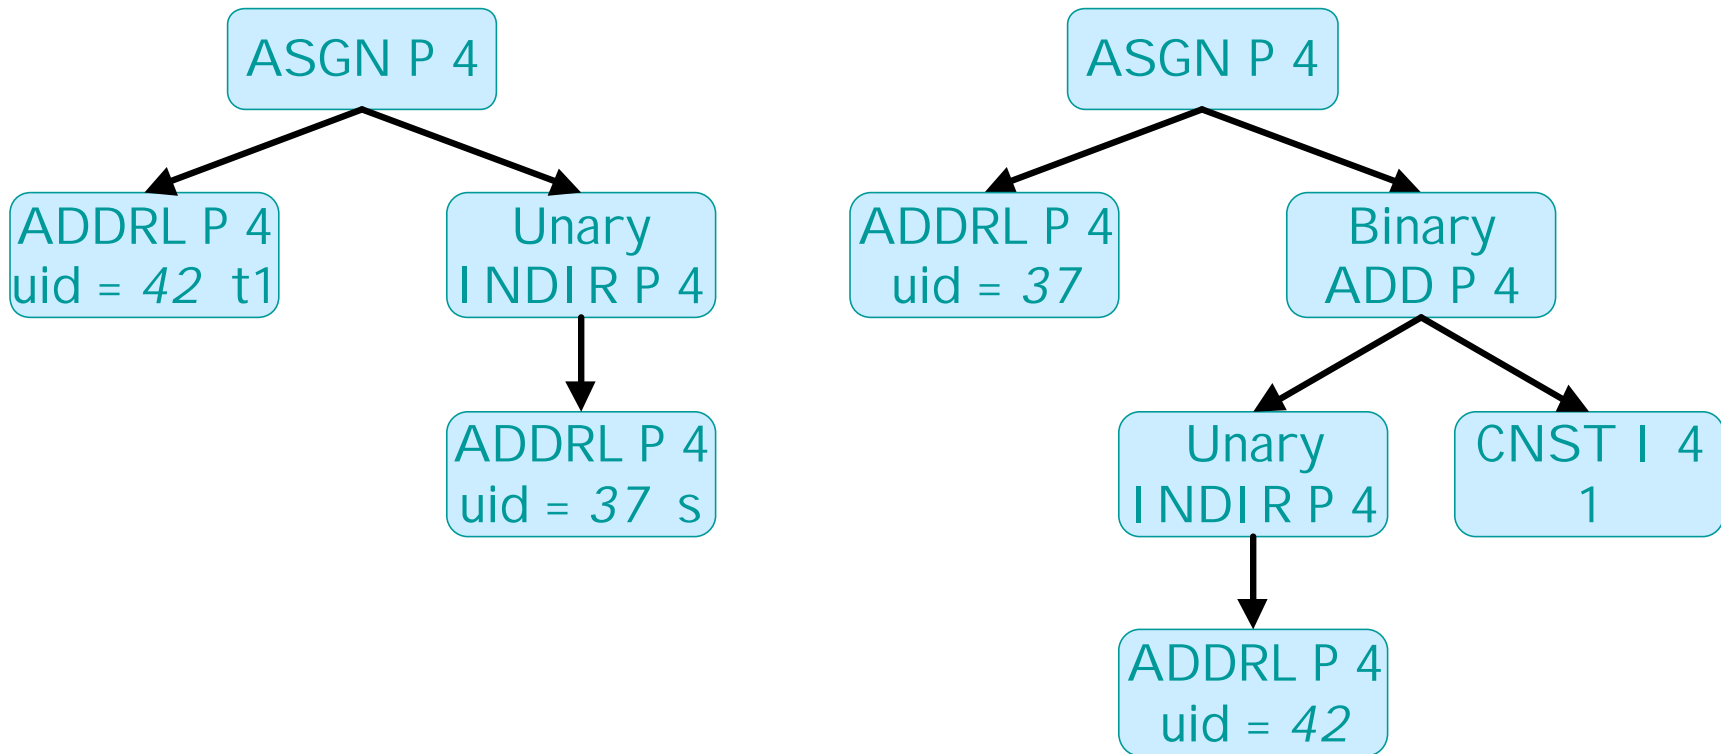 ASGN P 4
ADDRL P 4
uid = 42 t1
Unary
INDIR P 4
ADDRL P 4
uid = 37 s
ASGN P 4
ADDRL P 4
uid = 37
Binary
ADD P 4
Unary
INDIR P 4
CNST I 4
1
ADDRL P 4
uid = 42